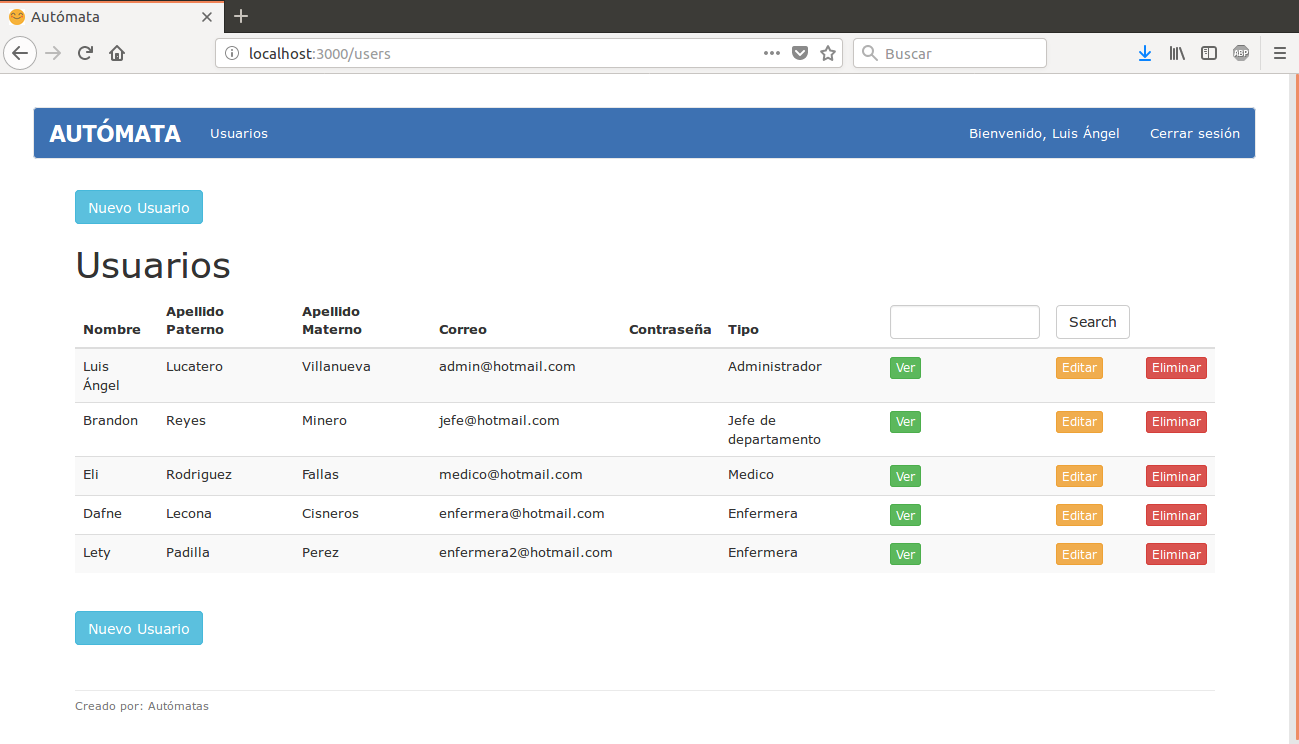 Autómata
localhost:3000/users
Buscar
ABP
AUTÓMATA Usuarios Bienvenido, Luis Ángel Cerrar sesión
Nuevo Usuario
Usuarios
Nombre Apellido Paterno Apellido Materno Correo Contraseña Tipo Search
Luis Ángel Lucatero Villanueva admin@hotmail.com Administrador Ver Editar Eliminar
Brandon Reyes Minero jefe@hotmail.com Jefe de departamento Ver Editar Eliminar
Eli Rodriguez Fallas medico@hotmail.com Medico Ver Editar Eliminar
Dafne Lecona Cisneros enfermera@hotmail.com Enfermera Ver Editar Eliminar
Lety Padilla Perez enfermera2@hotmail.com Enfermera Ver Editar Eliminar
Nuevo Usuario
Creado por: Autómatas